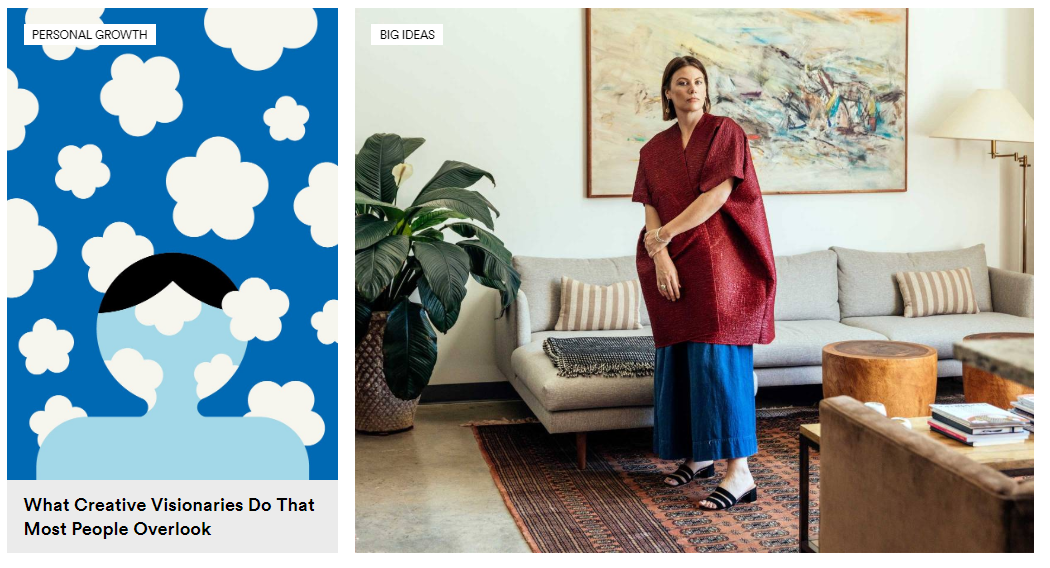 PERSONAL GROWTH
What Creative Visionaries Do That
Most People Overlook
BIG IDEAS